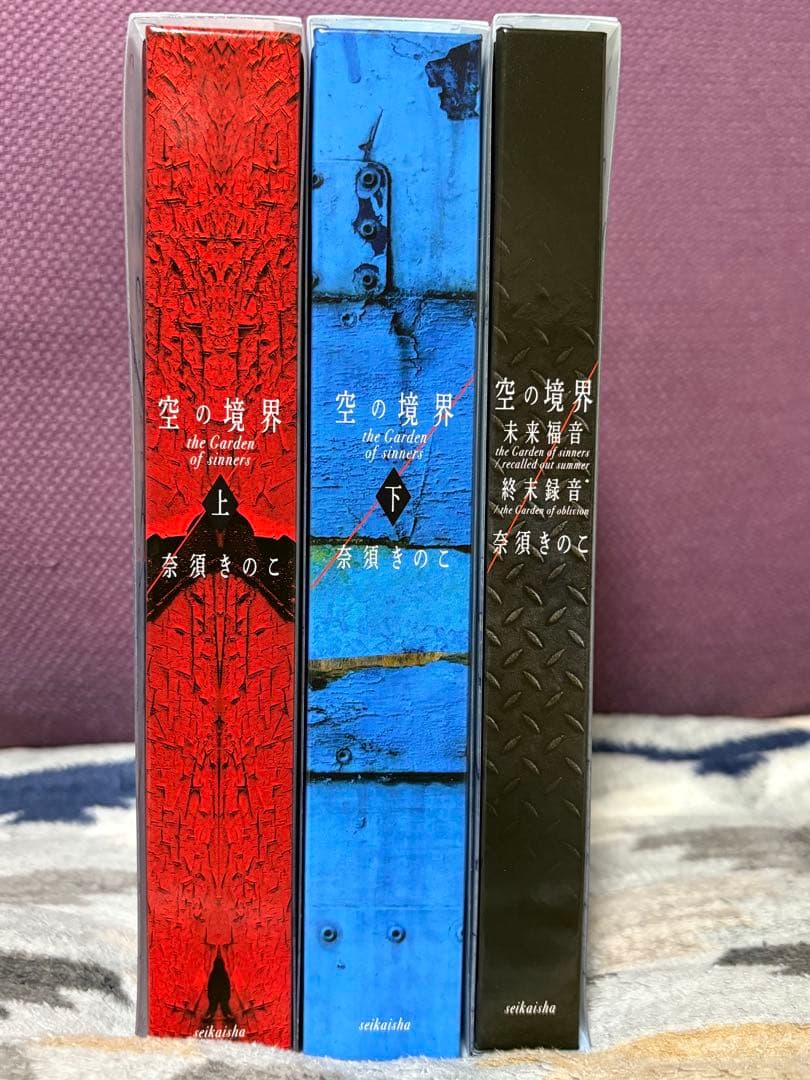 空の境界
the Garden
of sinners
上
奈須きのこ
seikaisha
空の境界
the Garden
of sinners
下
奈須きのこ
seikaisha
空の境界
未来福音
the Garden of sinners
/recalled out summer
終末録音"
/the Garden of oblivion
奈須きのこ
seikaisha